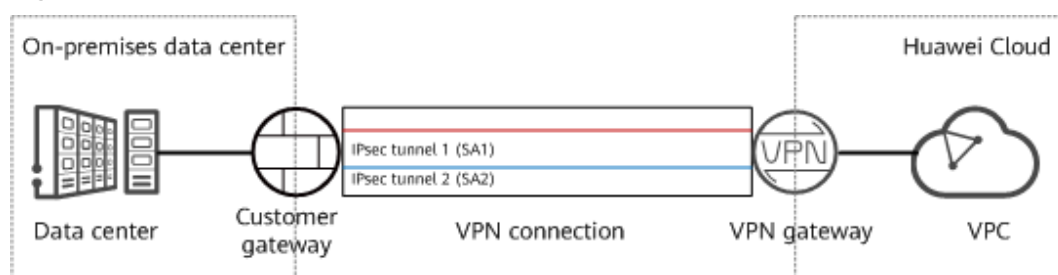 On-premises data center
Huawei Cloud
IPsec tunnel 1 (SA1)
VPN
IPsec tunnel 2 (SA2)
Data center
Customer
gateway
VPN connection
VPN gateway
VPC